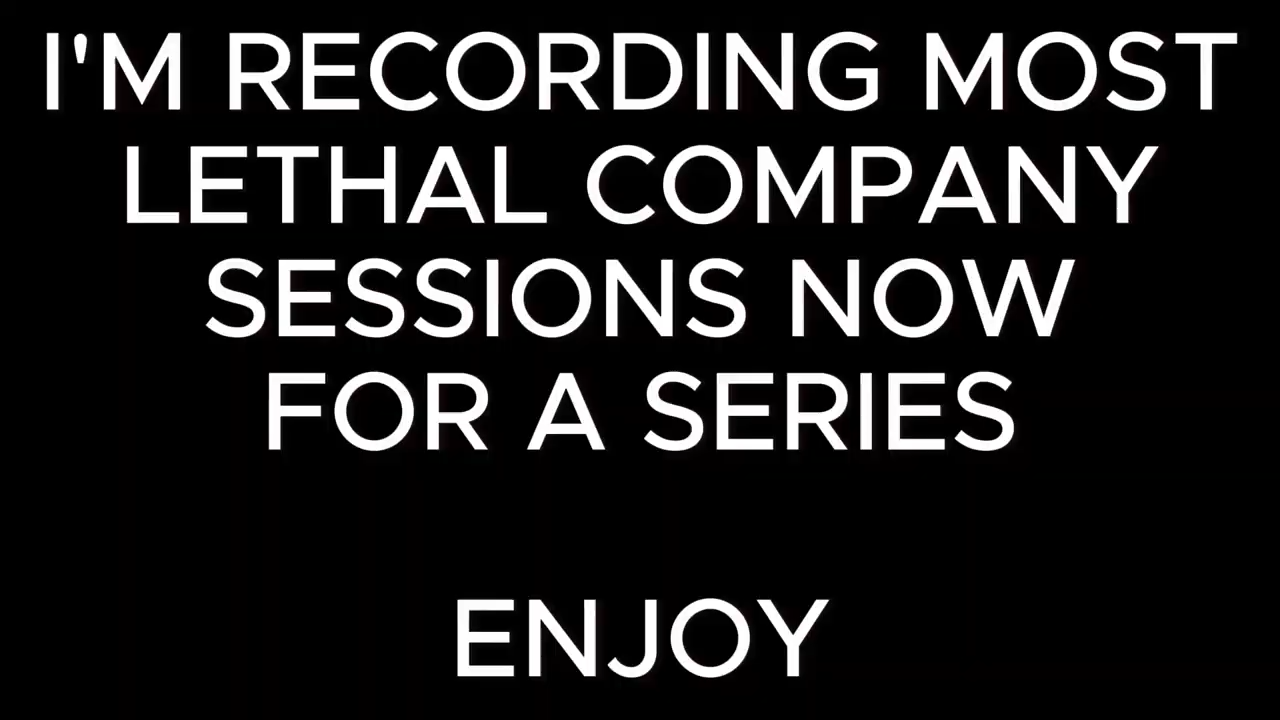 I'M RECORDING MOST
LETHAL COMPANY
SESSIONS NOW
FOR A SERIES
ENJOY